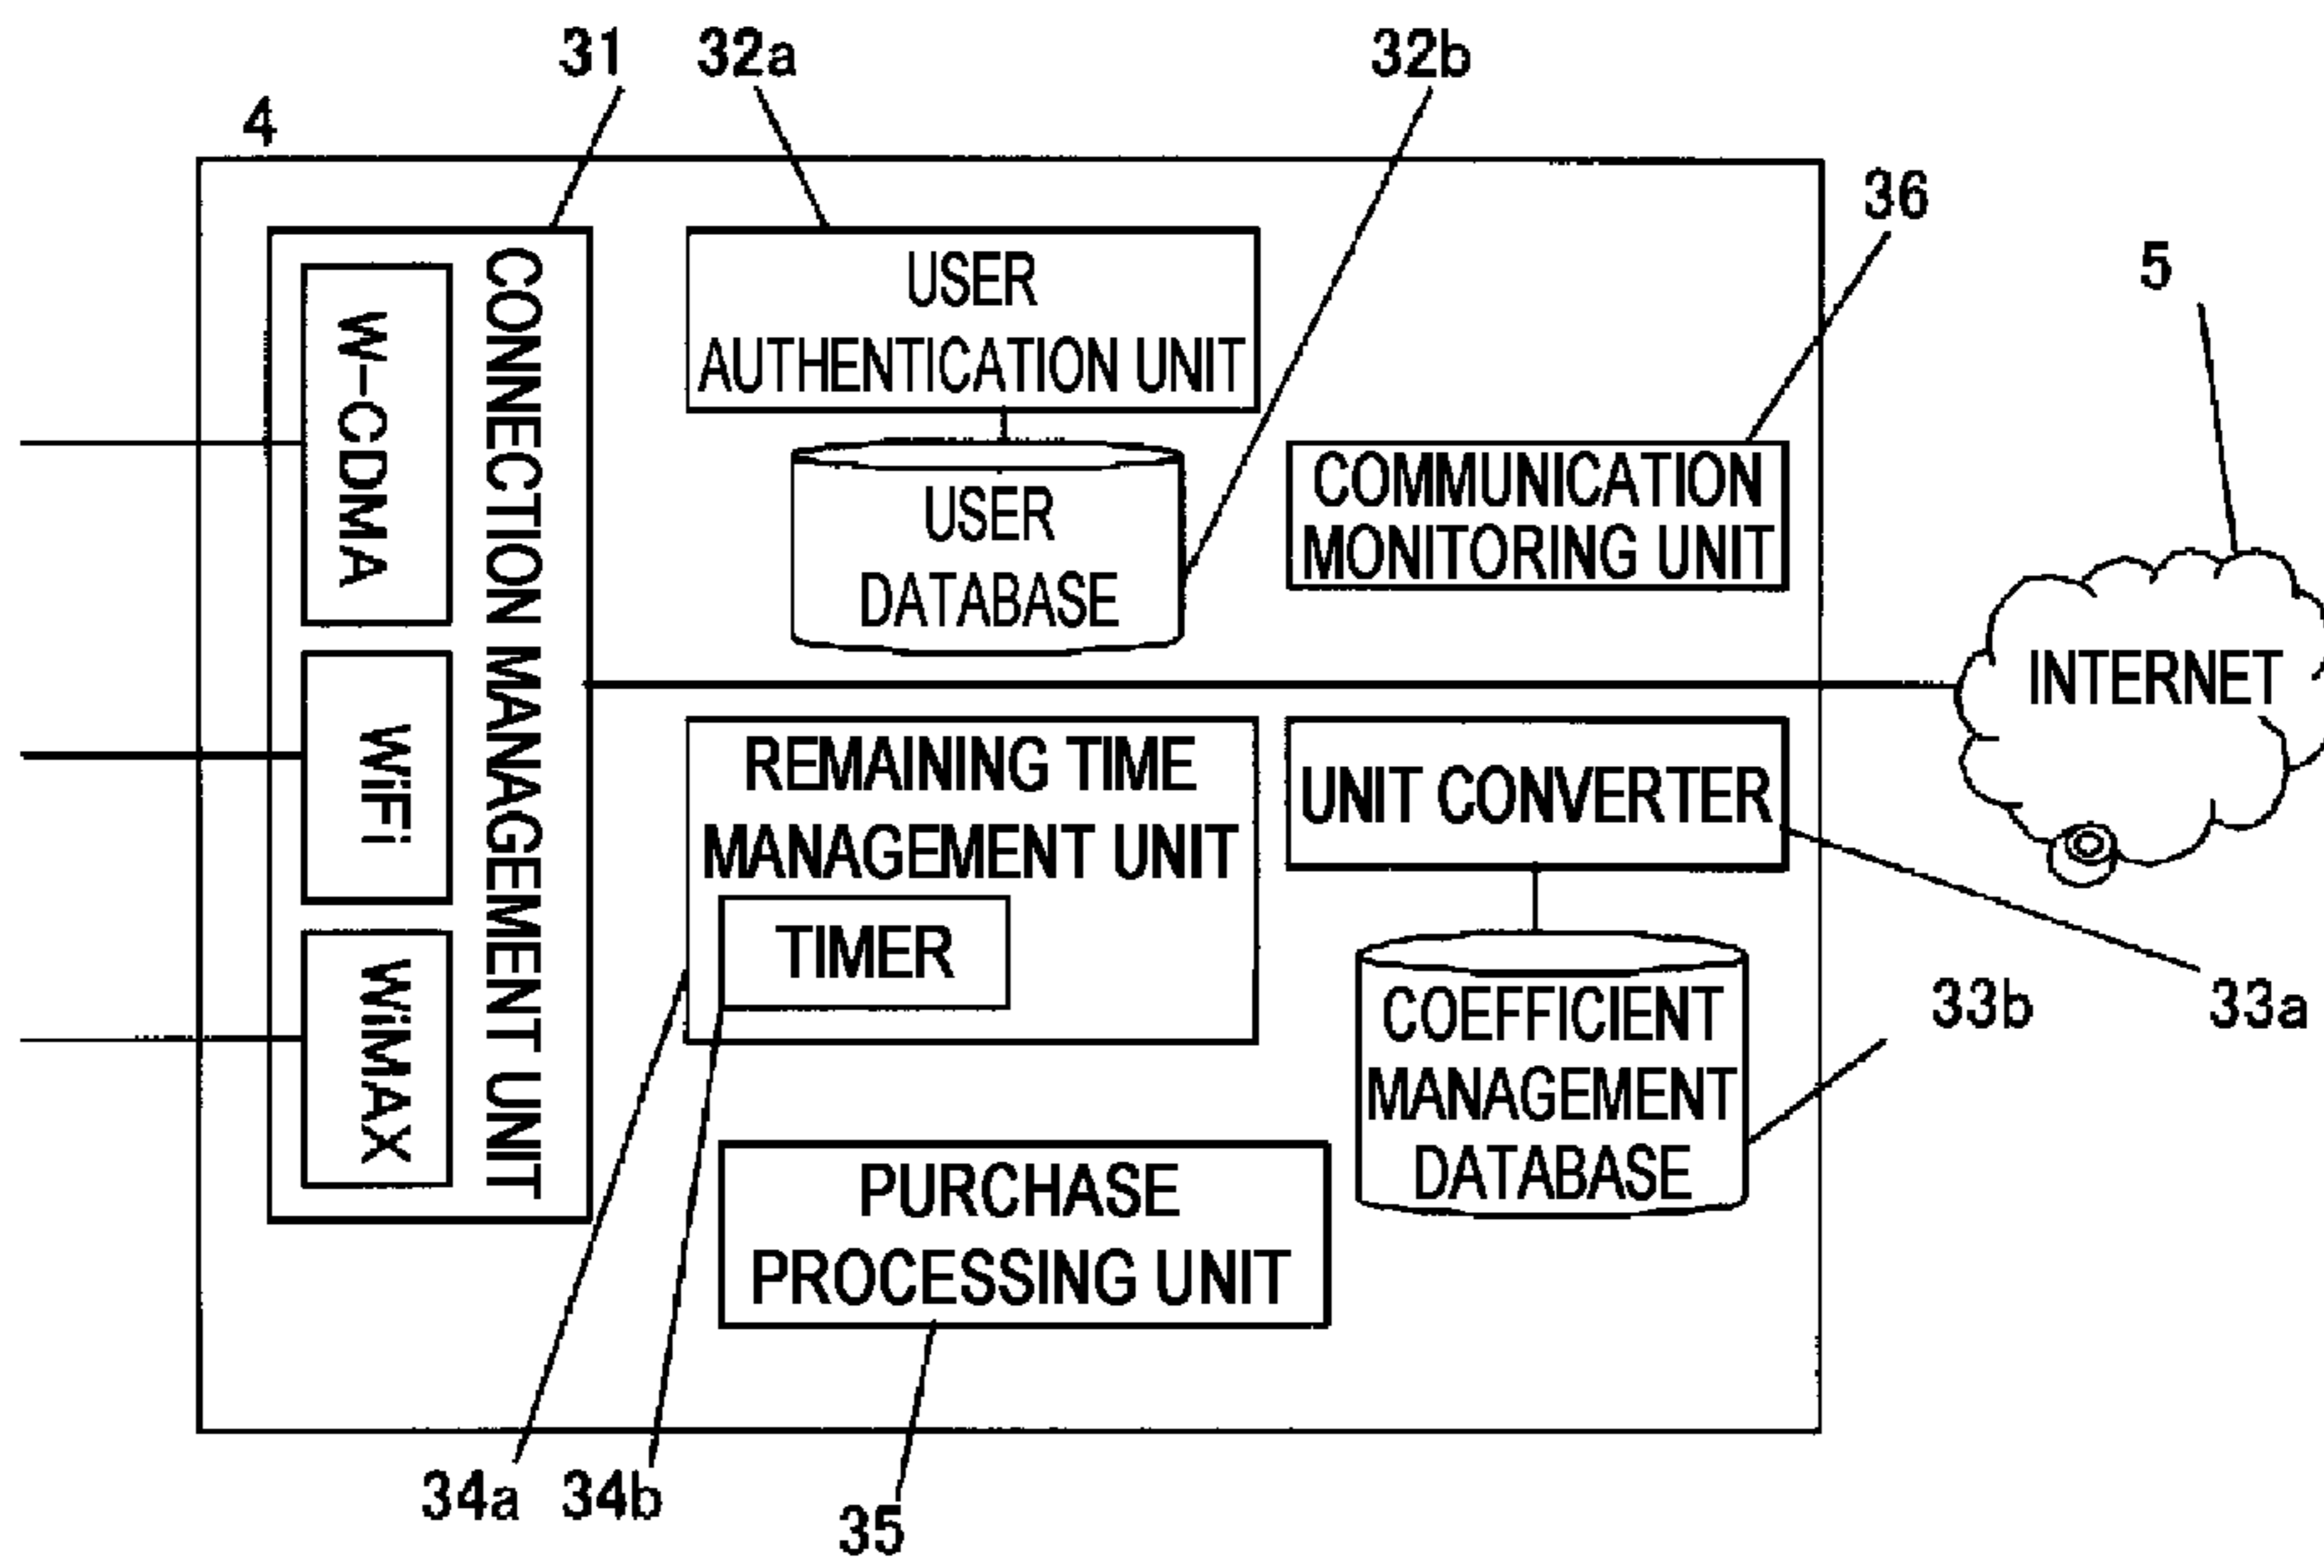 31
32a
32b
4
36
5
CONNECTION MANAGEMENT UNIT
W-CDMA
WiFi
WiMAX
USER
AUTHENTICATION UNIT
USER
DATABASE
COMMUNICATION
MONITORING UNIT
INTERNET
REMAINING TIME
MANAGEMENT UNIT
TIMER
UNIT CONVERTER
COEFFICIENT
MANAGEMENT
DATABASE
33b
33a
PURCHASE
PROCESSING UNIT
34a
34b
35